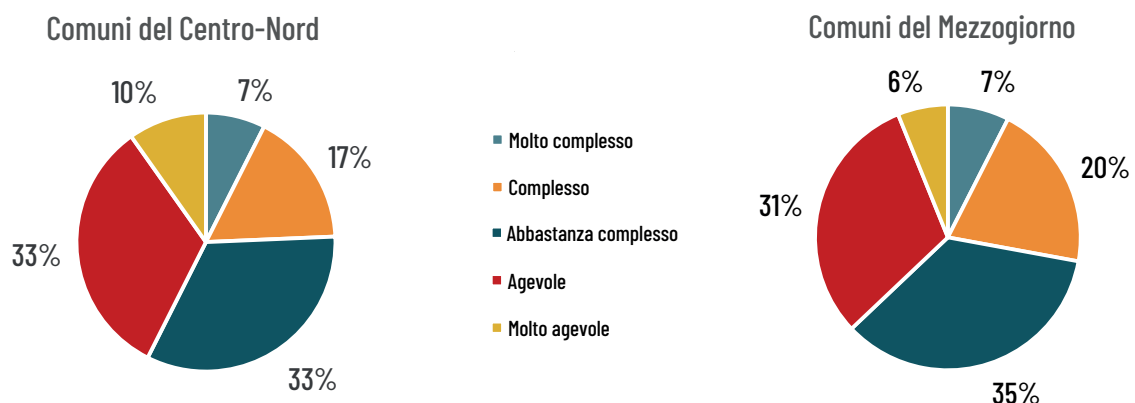 Comuni del Centro-Nord
10%
7%
17%
33%
33%
Molto complesso
Complesso
Abbastanza complesso
Agevole
Molto agevole
Comuni del Mezzogiorno
6%
7%
20%
31%
35%